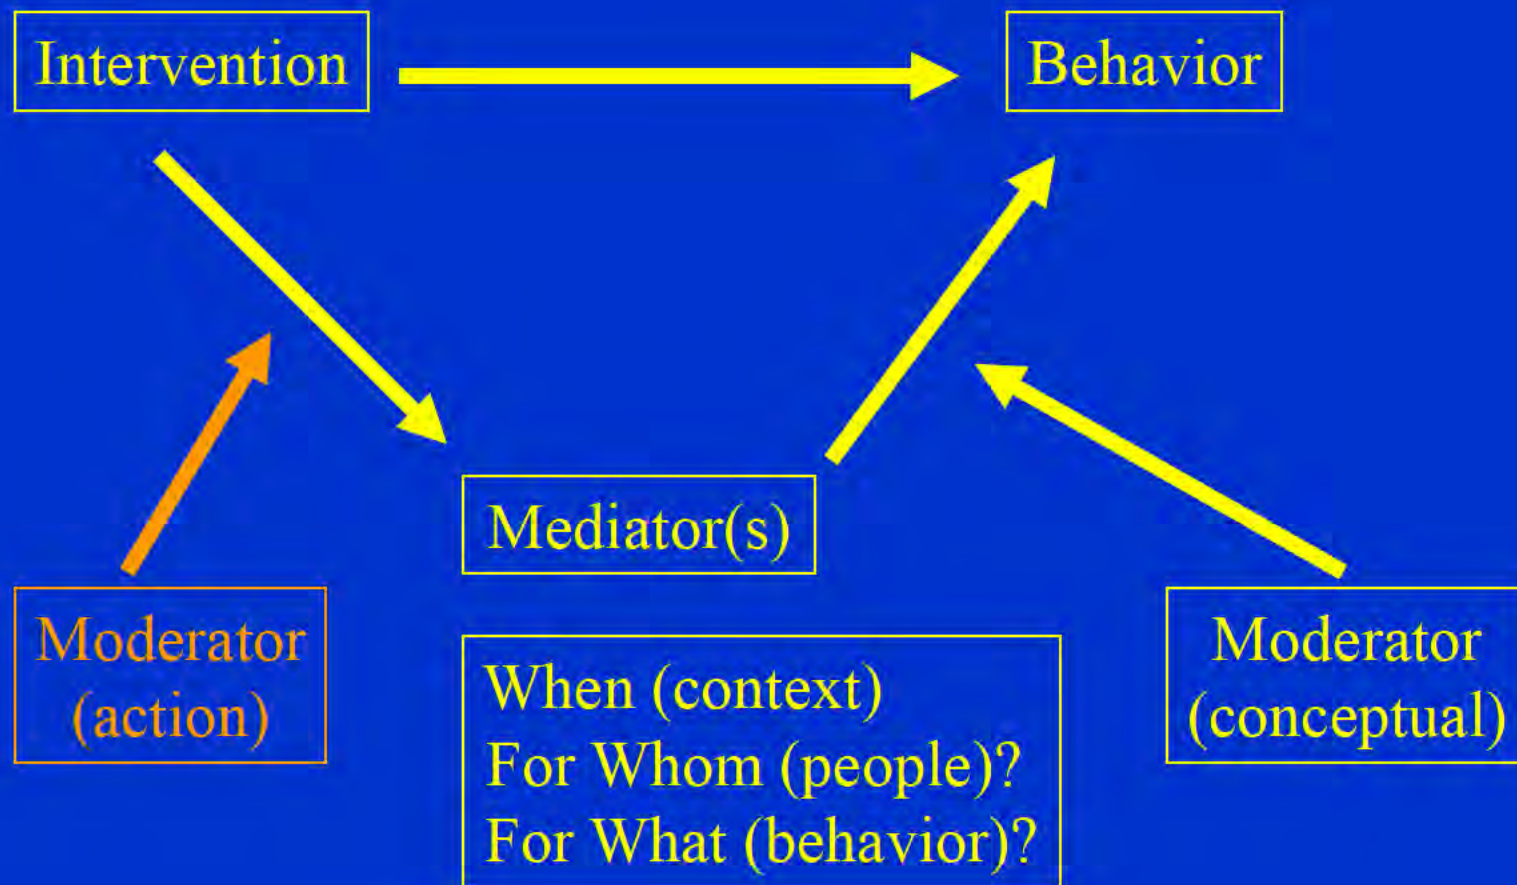 Intervention
Behavior
Mediator(s)
Moderator
(action)
When (context)
For Whom (people)?
For What (behavior)?
Moderator
(conceptual)